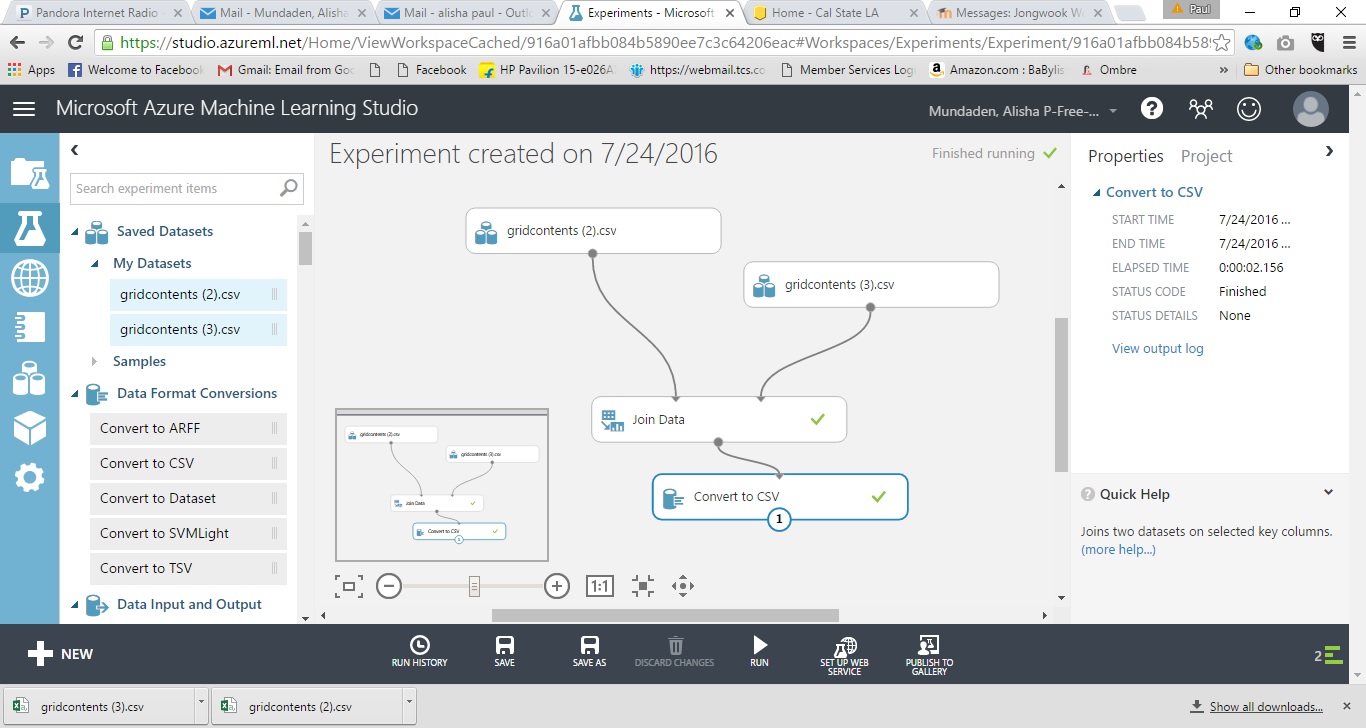 Pandora Internet Radio -
Mail - Mundaden, Alisha
Mail - alisha paul - Outlo
Experiments - Microsoft
Home - Cal State LA
Messages: Jongwook W
Paul
https://studio.azureml.net/Home/ViewWorkspaceCached/916a01afbb084b5890ee7c3c64206eac#Workspaces/Experiments/Experiment/916a01afbb084b589
Apps
Welcome to Facebook
Gmail: Email from Goo
Facebook
HP Pavilion 15-e026A
https://webmail.tcs.co
Member Services Log
Amazon.com : BaBylis
Ombre
»
Other bookmarks
Microsoft Azure Machine Learning Studio
Mundaden, Alisha P-Free-...
Experiment created on 7/24/2016
Finished running
Search experiment items
Saved Datasets
My Datasets
gridcontents (2).csv
gridcontents (3).csv
Samples
Data Format Conversions
Convert to ARFF
Convert to CSV
Convert to Dataset
Convert to SVMLight
Convert to TSV
Data Input and Output
gridcontents (2).csv
gridcontents (3).csv
Join Data
Convert to CSV
1
gridcontents (2).csv
gridcontents (3).csv
Join Data
Convert to CSV
1
1:1
Properties
Project
Convert to CSV
START TIME 7/24/2016 ...
END TIME 7/24/2016 ...
ELAPSED TIME 0:00:02.156
STATUS CODE Finished
STATUS DETAILS None
View output log
Quick Help
Joins two datasets on selected key columns.
(more help...)
NEW
RUN HISTORY
SAVE
SAVE AS
DISCARD CHANGES
RUN
SET UP WEB
SERVICE
PUBLISH TO
GALLERY
2
gridcontents (3).csv
gridcontents (2).csv
Show all downloads...